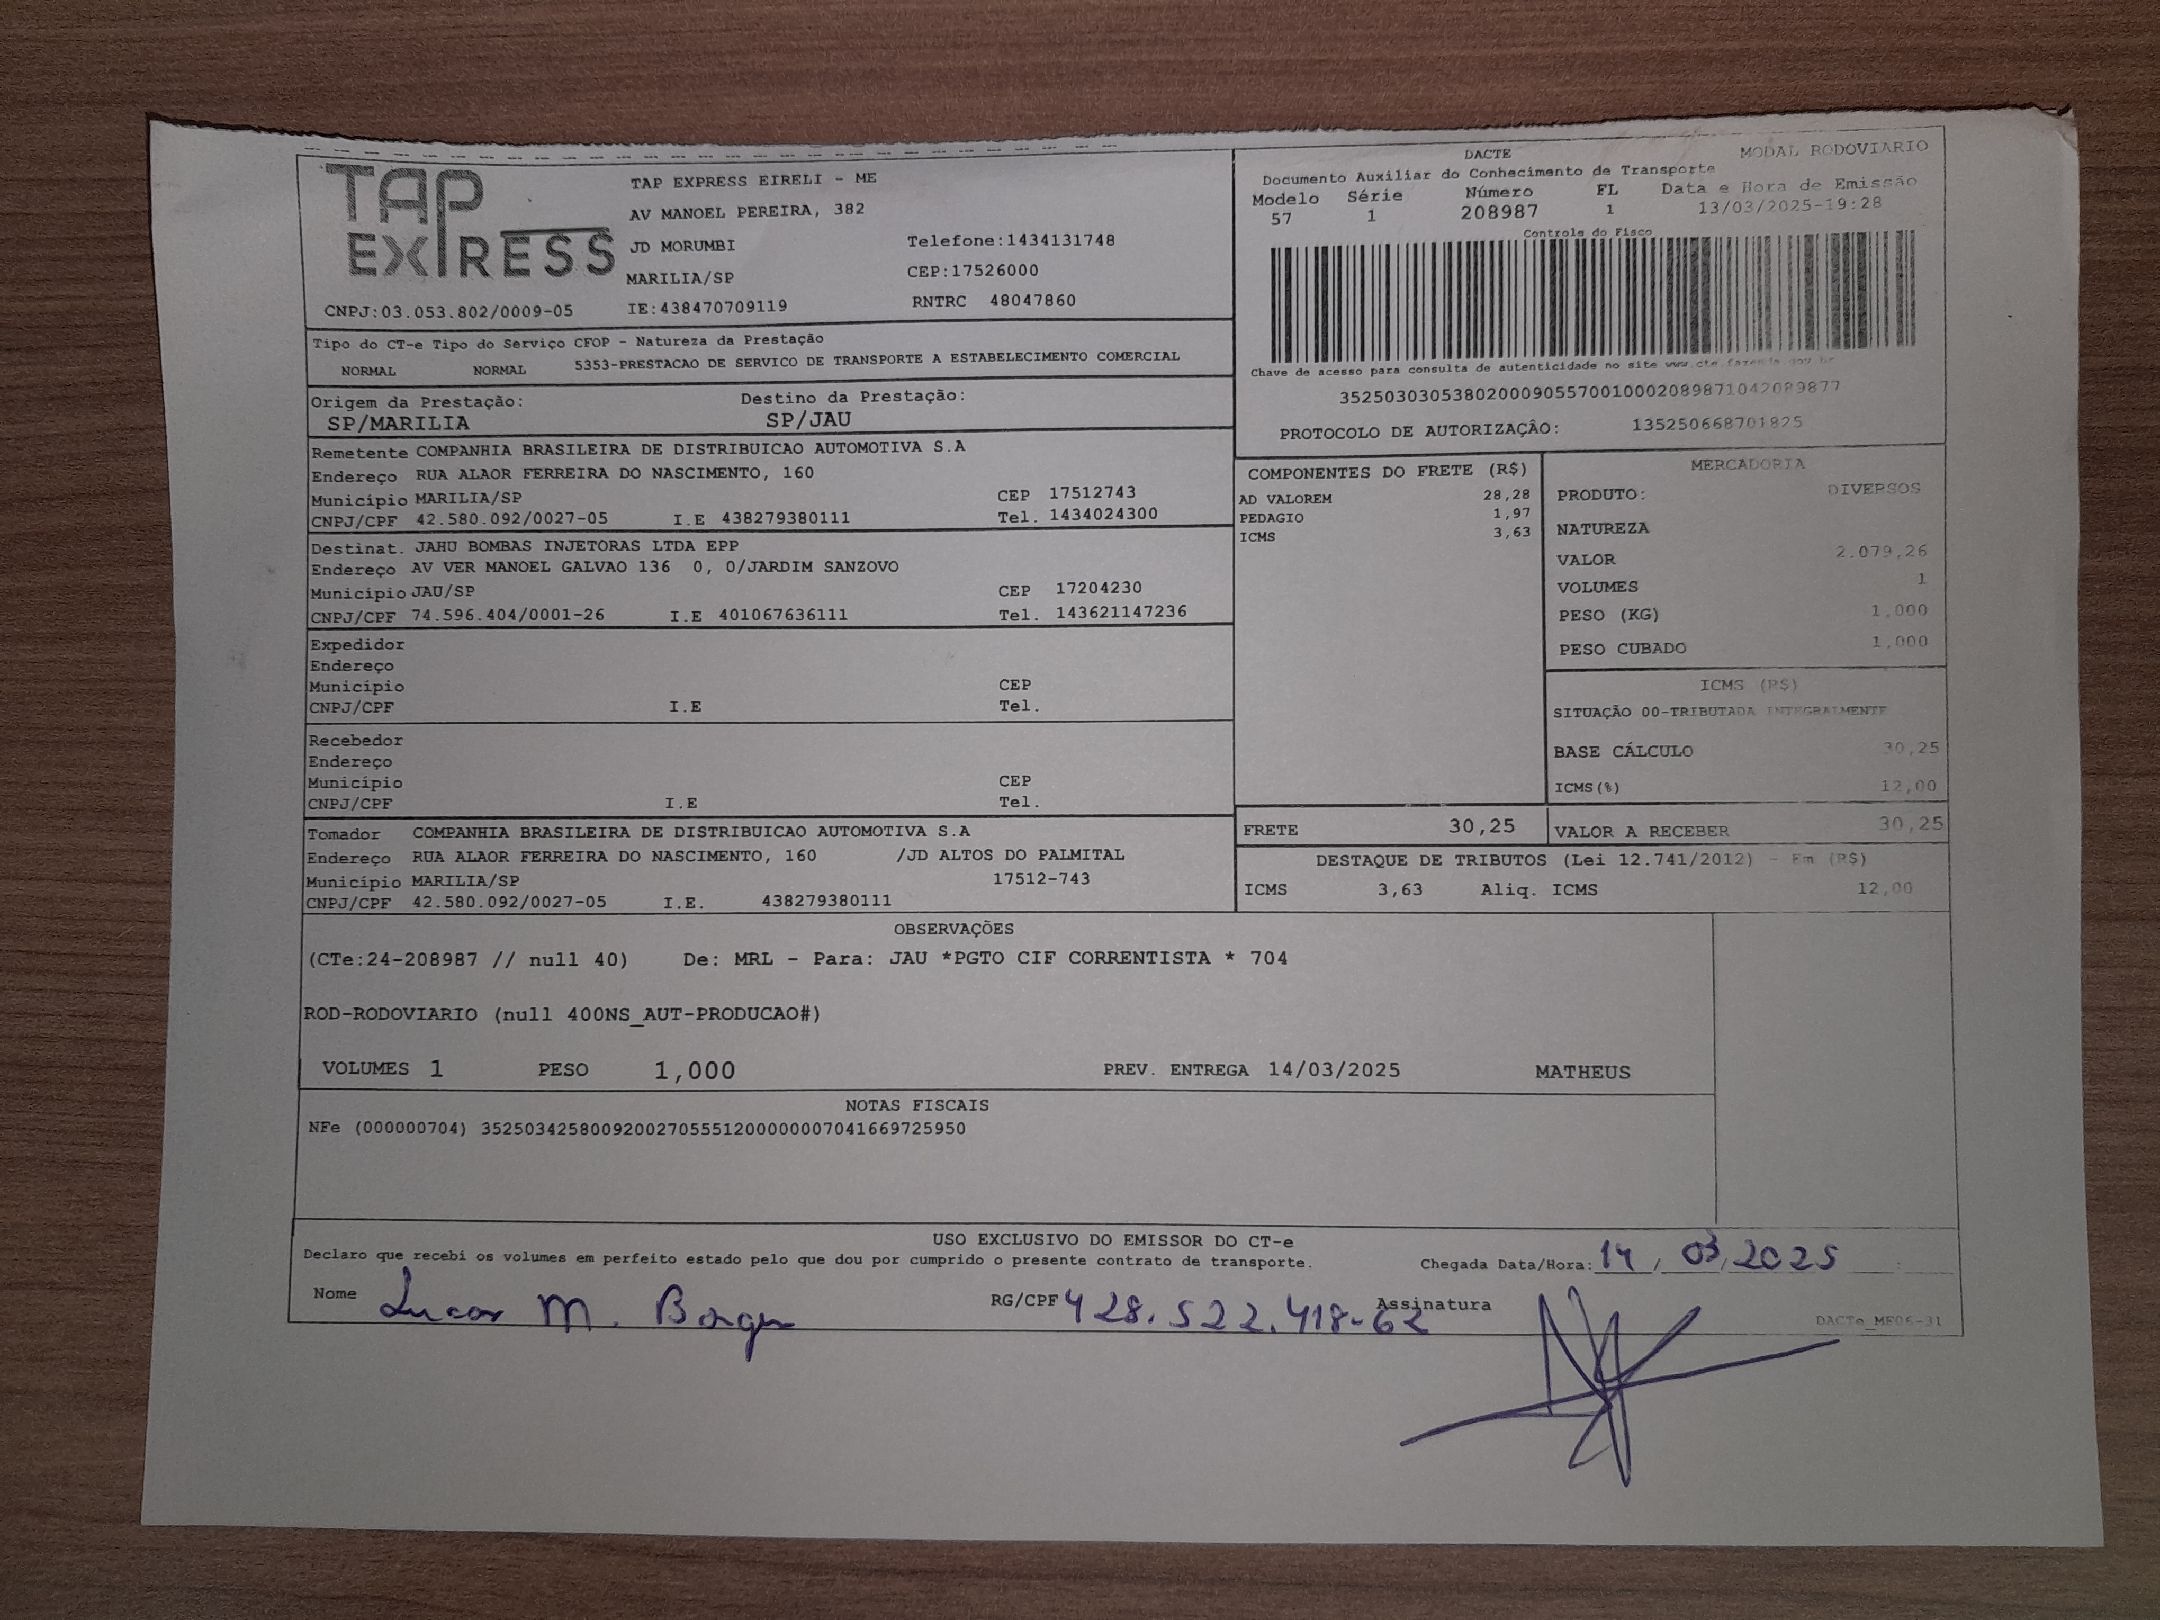 TAP EXPRESS
TAP EXPRESS EIRELI - ME
AV MANOEL PEREIRA, 382
JD MORUMBI Telefone:1434131748
MARILIA/SP CEP:17526000
CNPJ:03.053.802/0009-05 IE:438470709119 RNTRC 48047860
DACTE MODAL RODOVIARIO
Documento Auxiliar do Conhecimento de Transporte
Modelo Série Número FL Data e Hora de Emissão
57 1 208987 1 13/03/2025-19:28
Controle do Fisco
Chave de acesso para consulta de autenticidade no site www.cte.fazenda.gov.br
35250303053802000905570010002089871042089877
PROTOCOLO DE AUTORIZAÇÂO: 135250668701825
Tipo do CT-e Tipo do Serviço CFOP - Natureza da Prestação
NORMAL NORMAL 5353-PRESTACAO DE SERVICO DE TRANSPORTE A ESTABELECIMENTO COMERCIAL
Origem da Prestação: Destino da Prestação:
SP/MARILIA SP/JAU
Remetente COMPANHIA BRASILEIRA DE DISTRIBUICAO AUTOMOTIVA S.A
Endereço RUA ALAOR FERREIRA DO NASCIMENTO, 160
Município MARILIA/SP CEP 17512743
CNPJ/CPF 42.580.092/0027-05 I.E 438279380111 Tel. 1434024300
Destinat. JAHU BOMBAS INJETORAS LTDA EPP
Endereço AV VER MANOEL GALVAO 136 0, 0/JARDIM SANZOVO
Município JAU/SP CEP 17204230
CNPJ/CPF 74.596.404/0001-26 I.E 401067636111 Tel. 143621147236
Expedidor
Endereço
Município CEP
CNPJ/CPF I.E Tel.
Recebedor
Endereço
Município CEP
CNPJ/CPF I.E Tel.
Tomador COMPANHIA BRASILEIRA DE DISTRIBUICAO AUTOMOTIVA S.A
Endereço RUA ALAOR FERREIRA DO NASCIMENTO, 160 /JD ALTOS DO PALMITAL
Município MARILIA/SP 17512-743
CNPJ/CPF 42.580.092/0027-05 I.E. 438279380111
COMPONENTES DO FRETE (R$)
AD VALOREM 28,28
PEDAGIO 1,97
ICMS 3,63
MERCADORIA
PRODUTO: DIVERSOS
NATUREZA
VALOR 2.079,26
VOLUMES 1
PESO (KG) 1,000
PESO CUBADO 1,000
ICMS (R$)
SITUAÇÃO 00-TRIBUTADA INTEGRALMENTE
BASE CÁLCULO 30,25
ICMS(%) 12,00
FRETE 30,25 VALOR A RECEBER 30,25
DESTAQUE DE TRIBUTOS (Lei 12.741/2012) - Em (R$)
ICMS 3,63 Aliq. ICMS 12,00
OBSERVAÇÕES
(CTe:24-208987 // null 40) De: MRL - Para: JAU *PGTO CIF CORRENTISTA * 704
ROD-RODOVIARIO (null 400NS_AUT-PRODUCAO#)
VOLUMES 1 PESO 1,000 PREV. ENTREGA 14/03/2025 MATHEUS
NOTAS FISCAIS
NFe (000000704) 35250342580092002705551200000007041669725950
USO EXCLUSIVO DO EMISSOR DO CT-e
Declaro que recebi os volumes em perfeito estado pelo que dou por cumprido o presente contrato de transporte. Chegada Data/Hora: 14 / 03 / 2025 :
Nome Lucas M. RG/CPF 428.522.418-62 Assinatura
DACTe_ME06-31